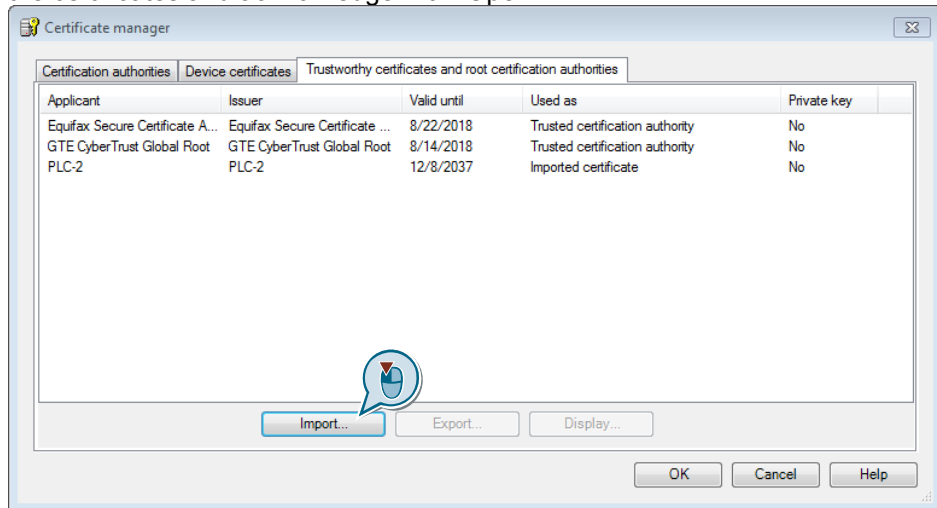 Certificate manager
Certification authorities Device certificates Trustworthy certificates and root certification authorities
Applicant Issuer Valid until Used as Private key
Equifax Secure Certificate A... Equifax Secure Certificate ... 8/22/2018 Trusted certification authority No
GTE CyberTrust Global Root GTE CyberTrust Global Root 8/14/2018 Trusted certification authority No
PLC-2 PLC-2 12/8/2037 Imported certificate No
Import... Export... Display...
OK Cancel Help